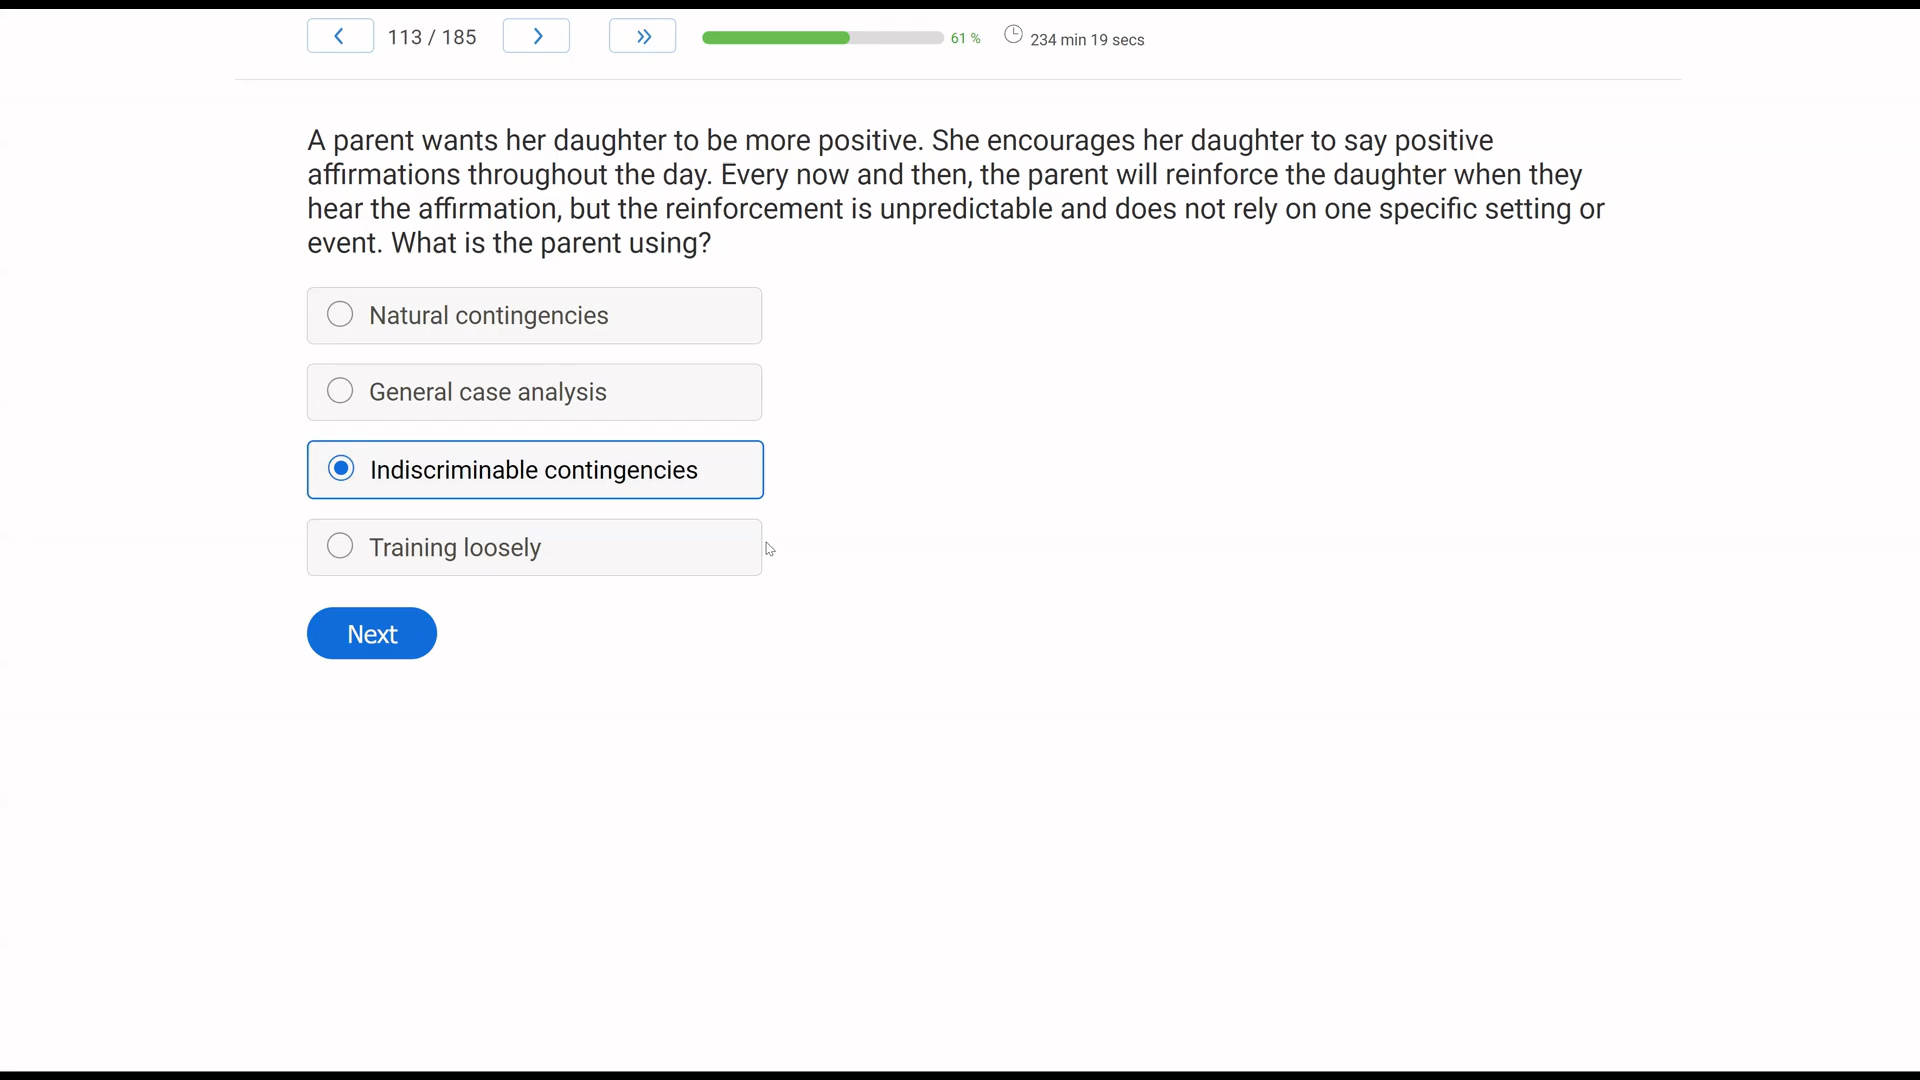 113 / 185
61 %
234 min 19 secs
A parent wants her daughter to be more positive. She encourages her daughter to say positive
affirmations throughout the day. Every now and then, the parent will reinforce the daughter when they
hear the affirmation, but the reinforcement is unpredictable and does not rely on one specific setting or
event. What is the parent using?
Natural contingencies
General case analysis
Indiscriminable contingencies
Training loosely
Next